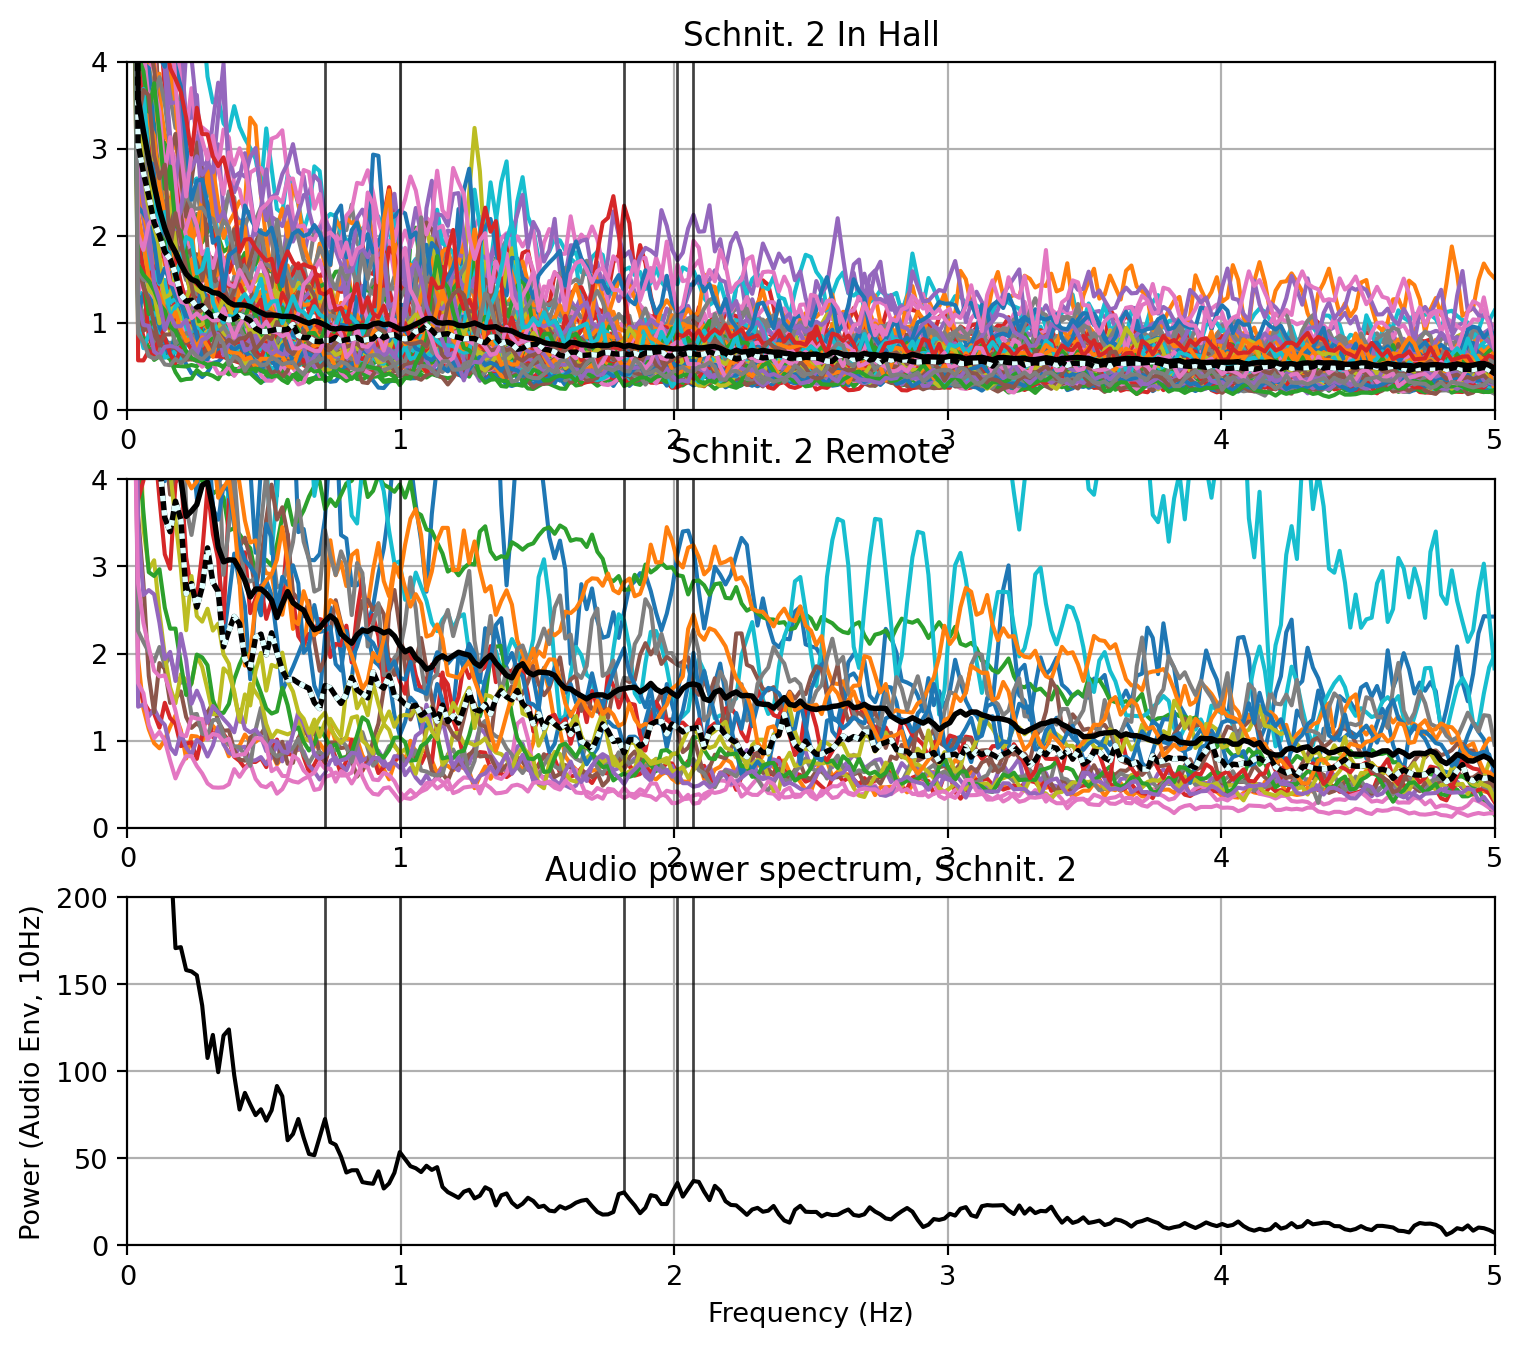 Schnit. 2 In Hall
4
3
2
1
0
0 1 2 3 4 5
Schnit. 2 Remote
4
3
2
1
0
0 1 2 3 4 5
Audio power spectrum, Schnit. 2
Power (Audio Env, 10Hz)
200
150
100
50
0
0 1 2 3 4 5
Frequency (Hz)